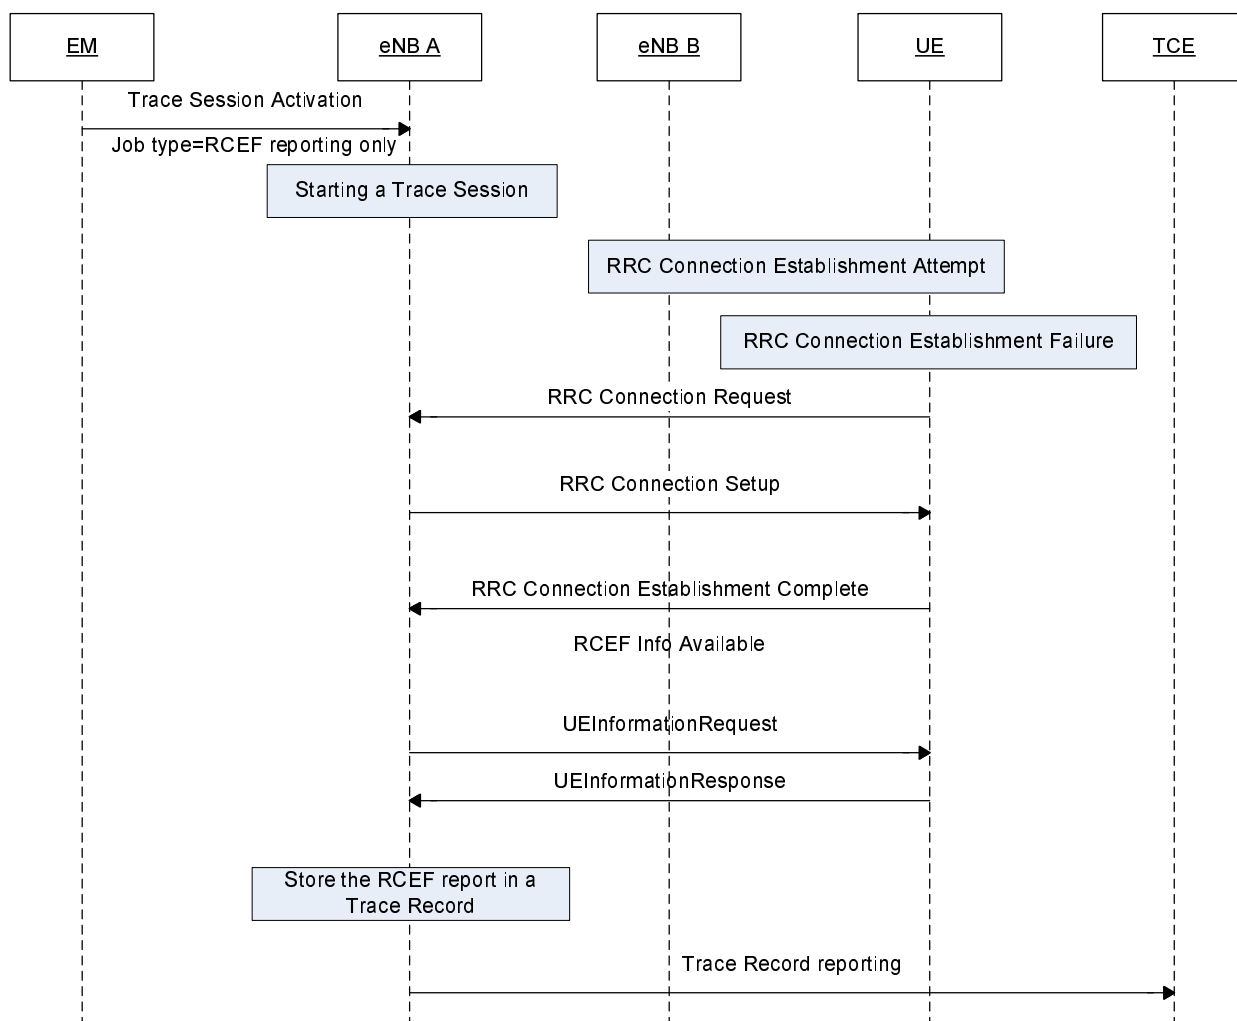 EM
eNB A
eNB B
UE
TCE
Trace Session Activation
Job type=RCEF reporting only
Starting a Trace Session
RRC Connection Establishment Attempt
RRC Connection Establishment Failure
RRC Connection Request
RRC Connection Setup
RRC Connection Establishment Complete
RCEF Info Available
UEInformationRequest
UEInformationResponse
Store the RCEF report in a
Trace Record
Trace Record reporting